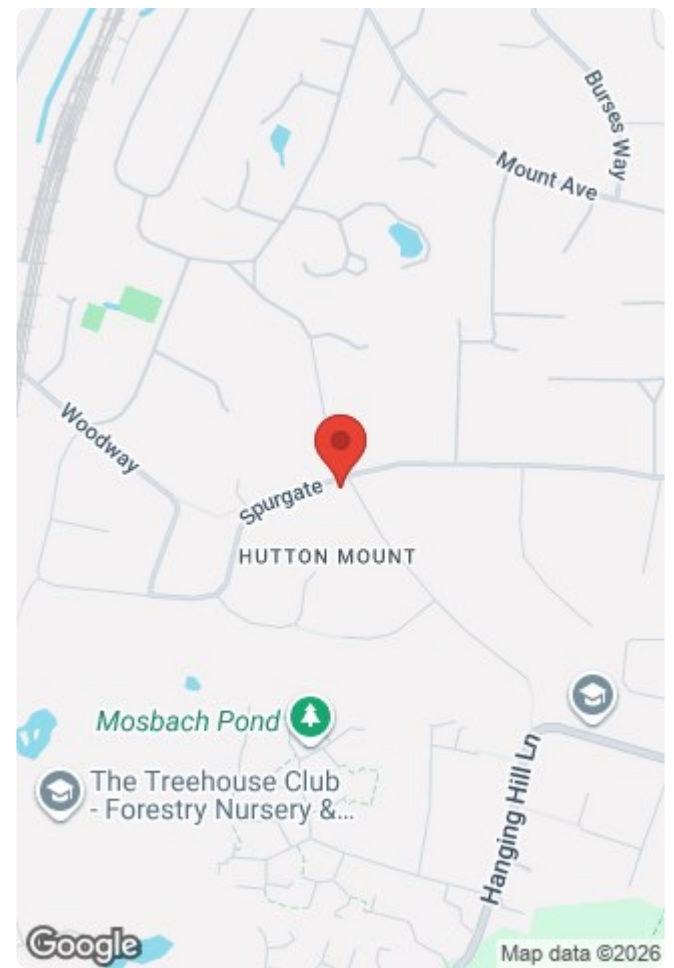 Burses Way
Mount Ave
Woodway
Spurgate
HUTTON MOUNT
Mosbach Pond
The Treehouse Club
- Forestry Nursery &...
Hanging Hill Ln
Google
Map data ©2026